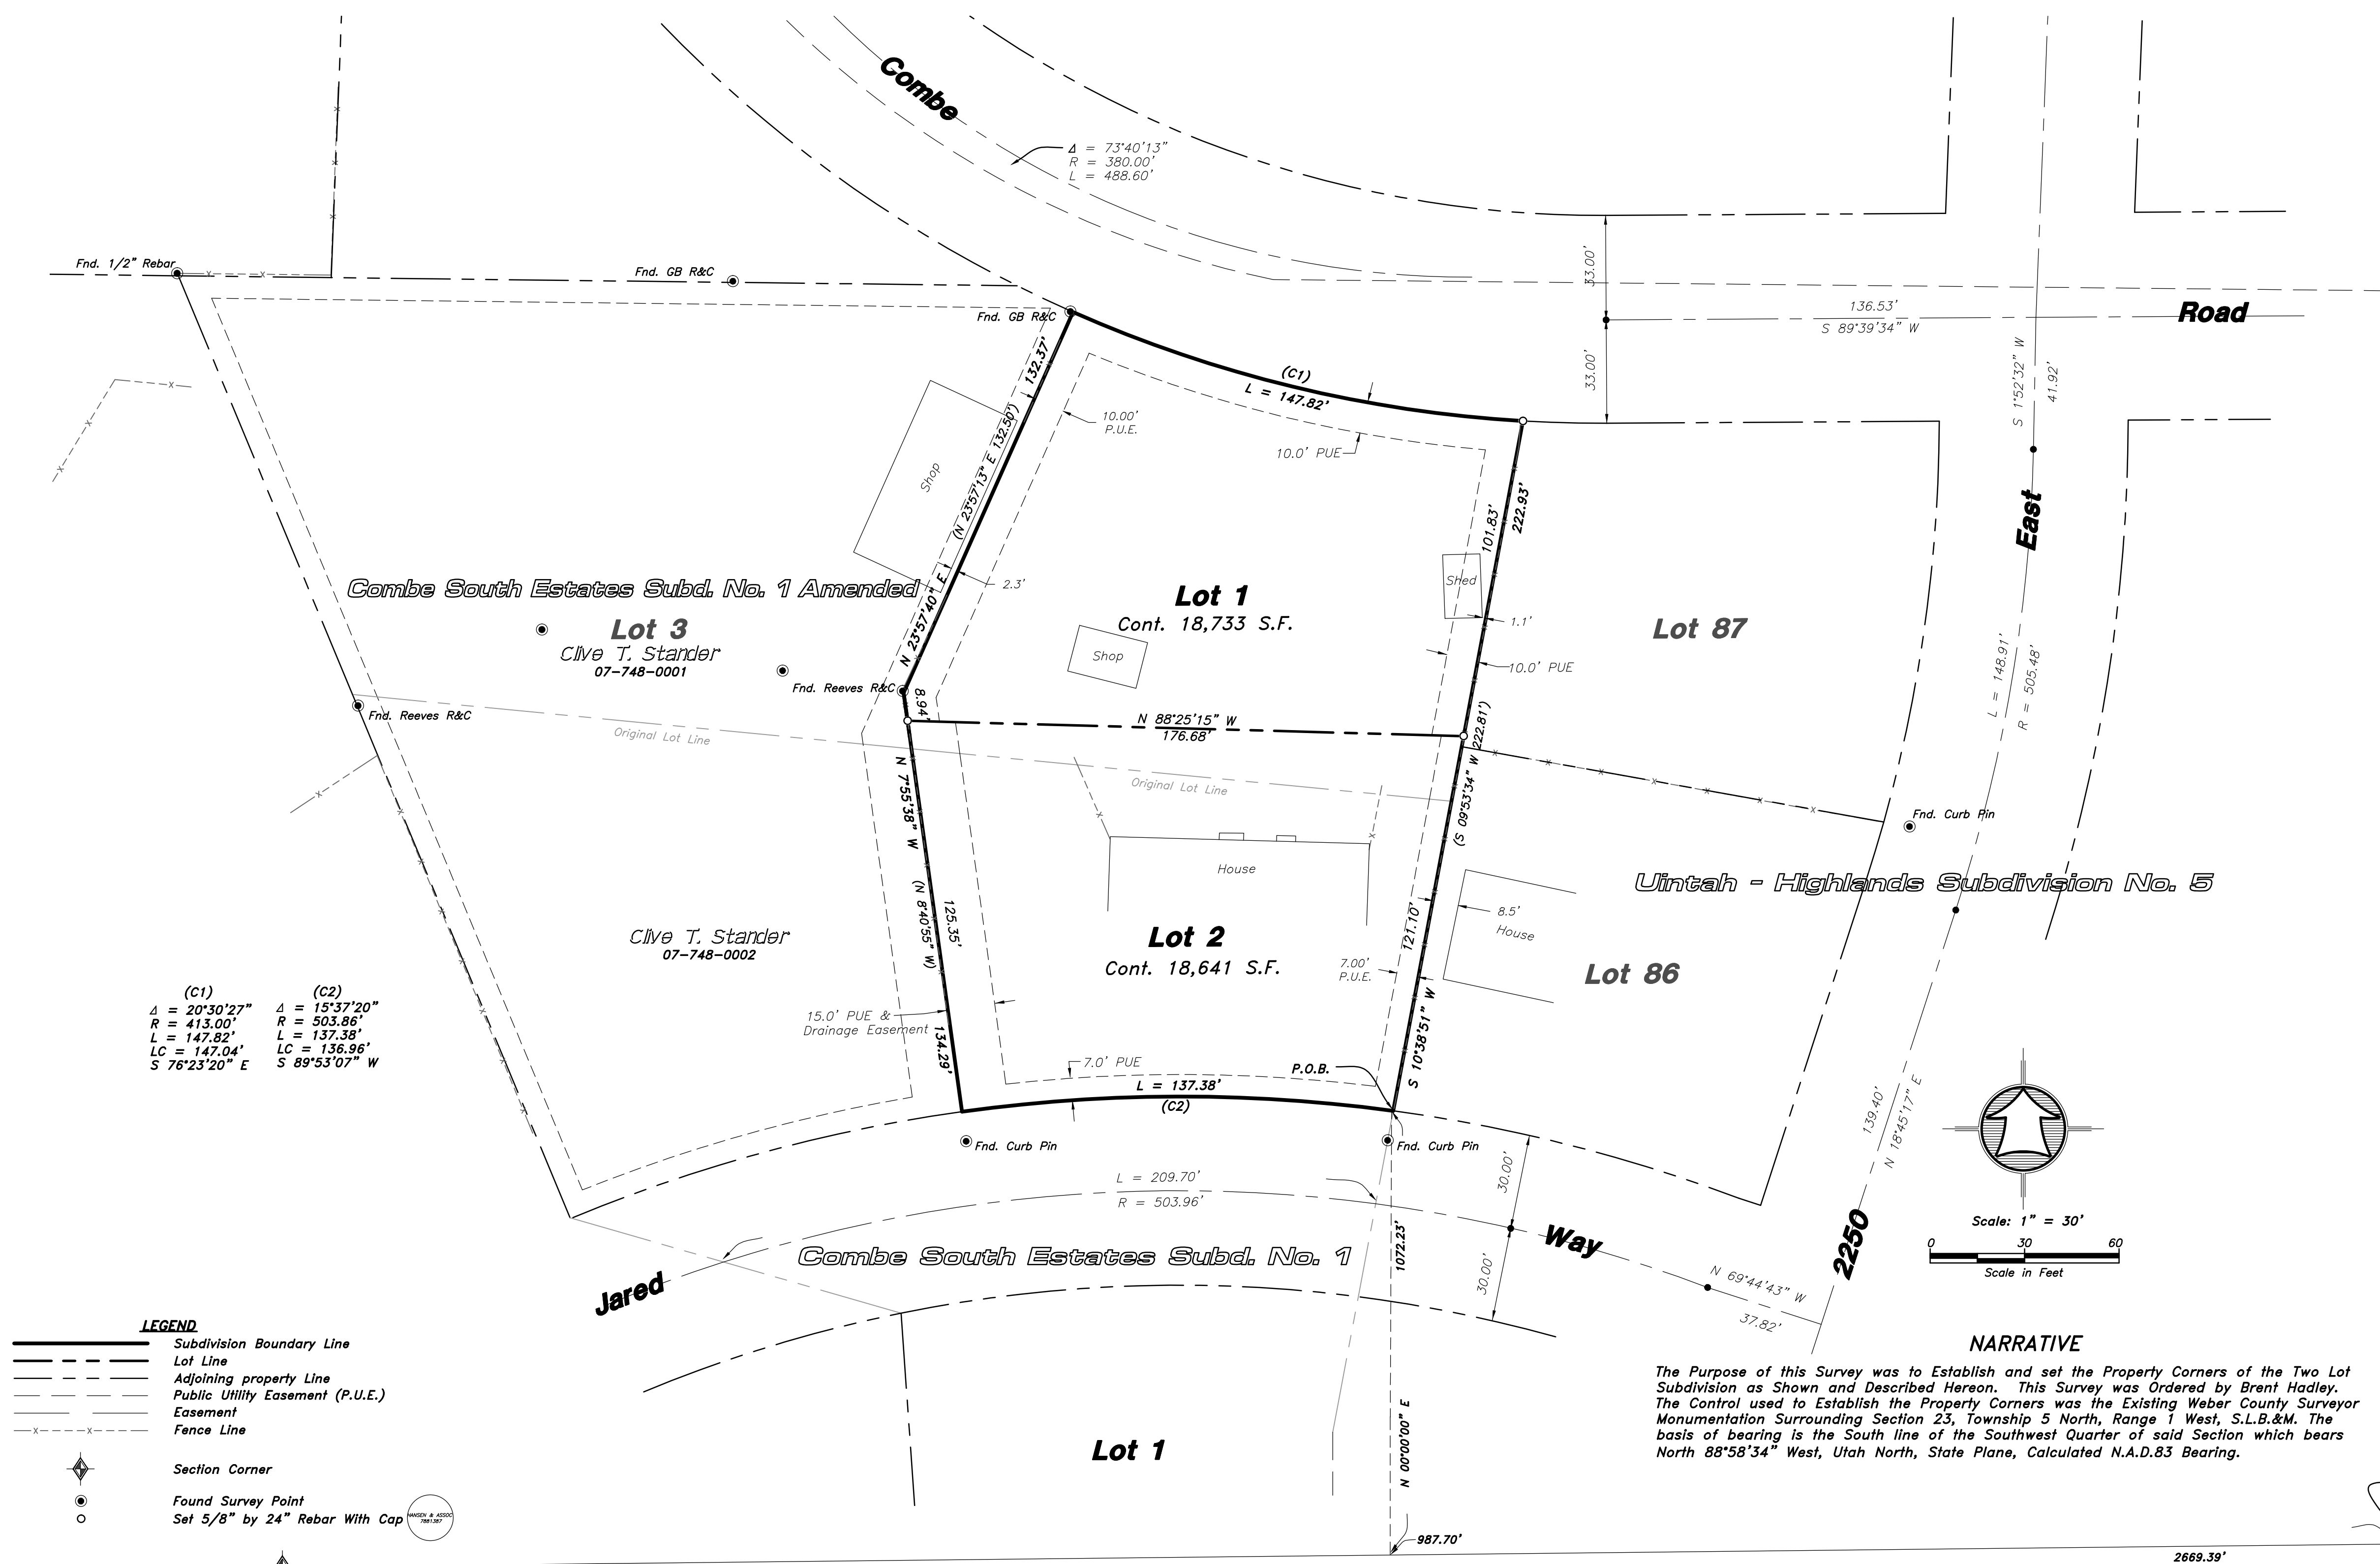 Combe
Δ = 73°40'13"
R = 380.00'
L = 488.60'
Fnd. 1/2" Rebar
Fnd. GB R&C
Fnd. GB R&C
33.00'
33.00'
136.53'
S 89°39'34" W
Road
S 1°52'32" W
41.92'
East
(C1)
L = 147.82'
132.37'
(N 23°57'13" E 132.50')
N 23°57'40" E
10.00'
P.U.E.
10.0' PUE
Shop
2.3'
101.83'
222.93'
Combe South Estates Subd. No. 1 Amended
Lot 3
Clive T. Stander
07-748-0001
Lot 1
Cont. 18,733 S.F.
Shop
Shed
1.1'
10.0' PUE
Lot 87
L = 148.91'
R = 505.48'
Fnd. Reeves R&C
Fnd. Reeves R&C
8.94'
N 88°25'15" W
176.68'
Original Lot Line
Original Lot Line
(S 09°53'34" W 222.81')
Fnd. Curb Pin
N 7°55'38" W
(N 8°40'55" W)
125.35'
134.29'
House
Uintah - Highlands Subdivision No. 5
8.5'
House
121.10'
S 10°38'51" W
Clive T. Stander
07-748-0002
Lot 2
Cont. 18,641 S.F.
7.00'
P.U.E.
Lot 86
(C1)
Δ = 20°30'27"
R = 413.00'
L = 147.82'
LC = 147.04'
S 76°23'20" E
(C2)
Δ = 15°37'20"
R = 503.86'
L = 137.38'
LC = 136.96'
S 89°53'07" W
15.0' PUE &
Drainage Easement
7.0' PUE
P.O.B.
L = 137.38'
(C2)
Fnd. Curb Pin
Fnd. Curb Pin
139.40'
N 18°45'17" E
L = 209.70'
R = 503.96'
30.00'
30.00'
1072.23'
N 00°00'00" E
Combe South Estates Subd. No. 1
Jared
Way
2250
N 69°44'43" W
37.82'
Scale: 1" = 30'
0 30 60
Scale in Feet
LEGEND
Subdivision Boundary Line
Lot Line
Adjoining property Line
Public Utility Easement (P.U.E.)
Easement
Fence Line
Section Corner
Found Survey Point
Set 5/8" by 24" Rebar With Cap
HANSEN & ASSOC
7881387
Lot 1
NARRATIVE
The Purpose of this Survey was to Establish and set the Property Corners of the Two Lot
Subdivision as Shown and Described Hereon. This Survey was Ordered by Brent Hadley.
The Control used to Establish the Property Corners was the Existing Weber County Surveyor
Monumentation Surrounding Section 23, Township 5 North, Range 1 West, S.L.B.&M. The
basis of bearing is the South line of the Southwest Quarter of said Section which bears
North 88°58'34" West, Utah North, State Plane, Calculated N.A.D.83 Bearing.
987.70'
2669.39'